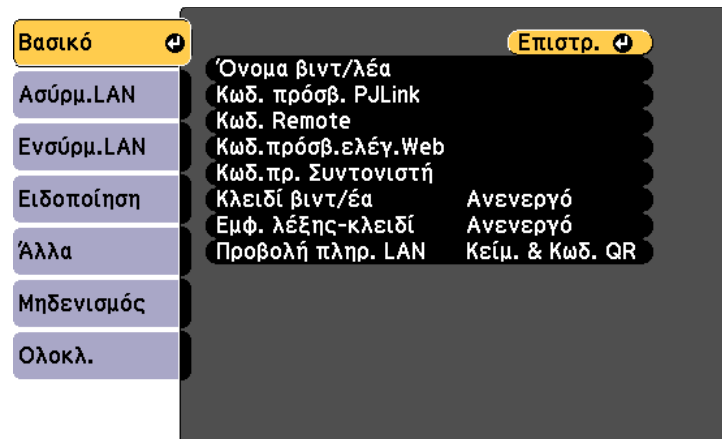 Βασικό
Ασύρμ.LAN
Ενσύρμ.LAN
Ειδοποίηση
Άλλα
Μηδενισμός
Ολοκλ.
Επιστρ.
Όνομα βιντ/λέα
Κωδ. πρόσβ. PJLink
Κωδ. Remote
Κωδ.πρόσβ.ελέγ.Web
Κωδ.πρ. Συντονιστή
Κλειδί βιντ/έα Ανενεργό
Εμφ. λέξης-κλειδί Ανενεργό
Προβολή πληρ. LAN Κείμ. & Κωδ. QR